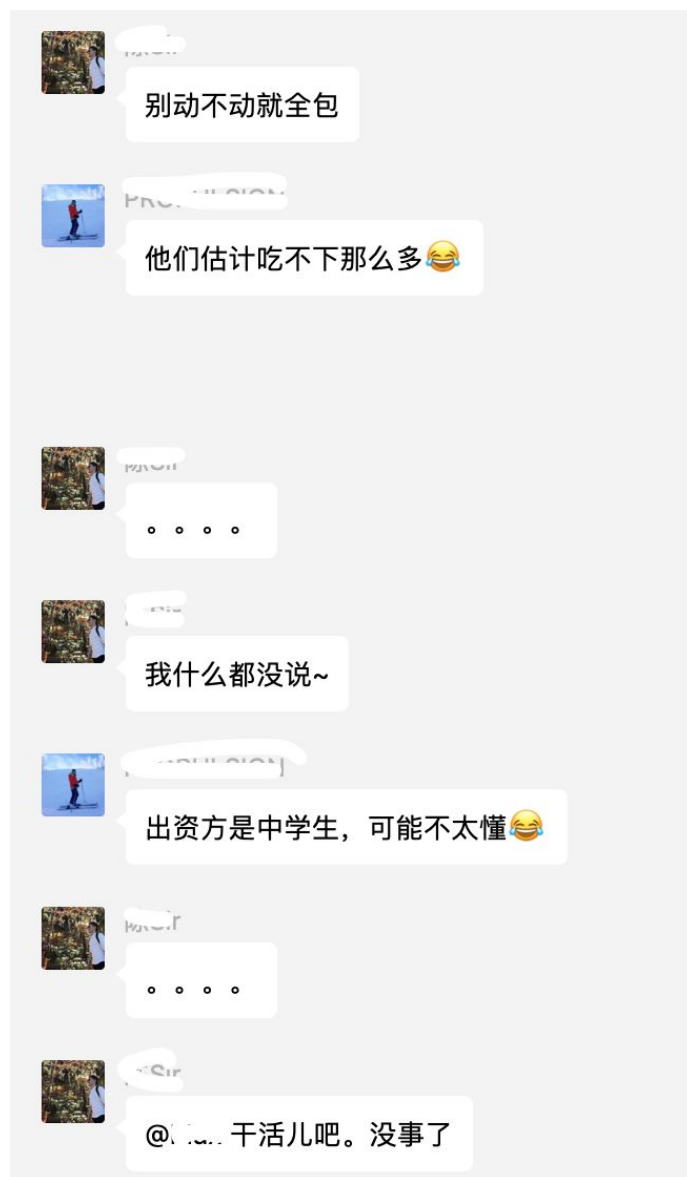 别动不动就全包
他们估计吃不下那么多😂
。。。。
我什么都没说~
出资方是中学生，可能不太懂😂
。。。。
@ 干活儿吧。没事了